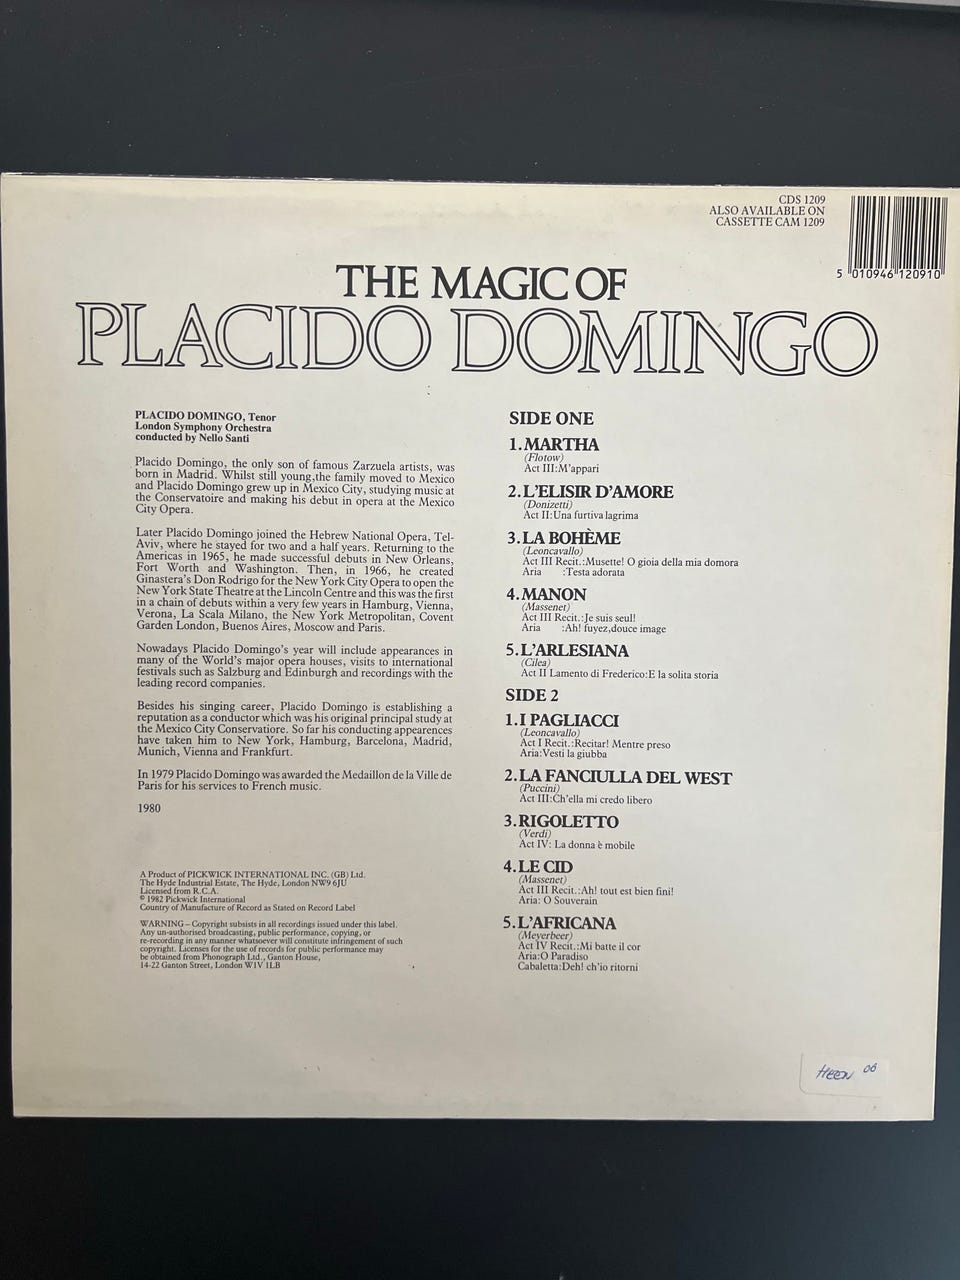 CDS 1209
ALSO AVAILABLE ON
CASSETTE CAM 1209
5 010946 120910
THE MAGIC OF
PLACIDO DOMINGO
PLACIDO DOMINGO, Tenor
London Symphony Orchestra
conducted by Nello Santi
Placido Domingo, the only son of famous Zarzuela artists, was
born in Madrid. Whilst still young,the family moved to Mexico
and Placido Domingo grew up in Mexico City, studying music at
the Conservatoire and making his debut in opera at the Mexico
City Opera.
Later Placido Domingo joined the Hebrew National Opera, Tel-
Aviv, where he stayed for two and a half years. Returning to the
Americas in 1965, he made successful debuts in New Orleans,
Fort Worth and Washington. Then, in 1966, he created
Ginastera's Don Rodrigo for the New York City Opera to open the
New York State Theatre at the Lincoln Centre and this was the first
in a chain of debuts within a very few years in Hamburg, Vienna,
Verona, La Scala Milano, the New York Metropolitan, Covent
Garden London, Buenos Aires, Moscow and Paris.
Nowadays Placido Domingo's year will include appearances in
many of the World's major opera houses, visits to international
festivals such as Salzburg and Edinburgh and recordings with the
leading record companies.
Besides his singing career, Placido Domingo is establishing a
reputation as a conductor which was his original principal study at
the Mexico City Conservatiore. So far his conducting appearences
have taken him to New York, Hamburg, Barcelona, Madrid,
Munich, Vienna and Frankfurt.
In 1979 Placido Domingo was awarded the Medaillon de la Ville de
Paris for his services to French music.
1980
A Product of PICKWICK INTERNATIONAL INC. (GB) Ltd.
The Hyde Industrial Estate, The Hyde, London NW9 6JU
Licensed from R.C.A.
© 1982 Pickwick International
Country of Manufacture of Record as Stated on Record Label
WARNING – Copyright subsists in all recordings issued under this label.
Any un-authorised broadcasting, public performance, copying, or
re-recording in any manner whatsoever will constitute infringement of such
copyright. Licenses for the use of records for public performance may
be obtained from Phonograph Ltd., Ganton House,
14-22 Ganton Street, London W1V 1LB
SIDE ONE
1. MARTHA
(Flotow)
Act III:M'appari
2. L'ELISIR D'AMORE
(Donizetti)
Act II:Una furtiva lagrima
3. LA BOHÈME
(Leoncavallo)
Act III Recit.:Musette! O gioia della mia domora
Aria :Testa adorata
4. MANON
(Massenet)
Act III Recit.:Je suis seul!
Aria :Ah! fuyez,douce image
5. L'ARLESIANA
(Cilea)
Act II Lamento di Frederico:E la solita storia
SIDE 2
1. I PAGLIACCI
(Leoncavallo)
Act I Recit.:Recitar! Mentre preso
Aria:Vesti la giubba
2. LA FANCIULLA DEL WEST
(Puccini)
Act III:Ch'ella mi credo libero
3. RIGOLETTO
(Verdi)
Act IV: La donna è mobile
4. LE CID
(Massenet)
Act III Recit.:Ah! tout est bien fini!
Aria: O Souverain
5. L'AFRICANA
(Meyerbeer)
Act IV Recit.:Mi batte il cor
Aria:O Paradiso
Cabaletta:Deh! ch'io ritorni